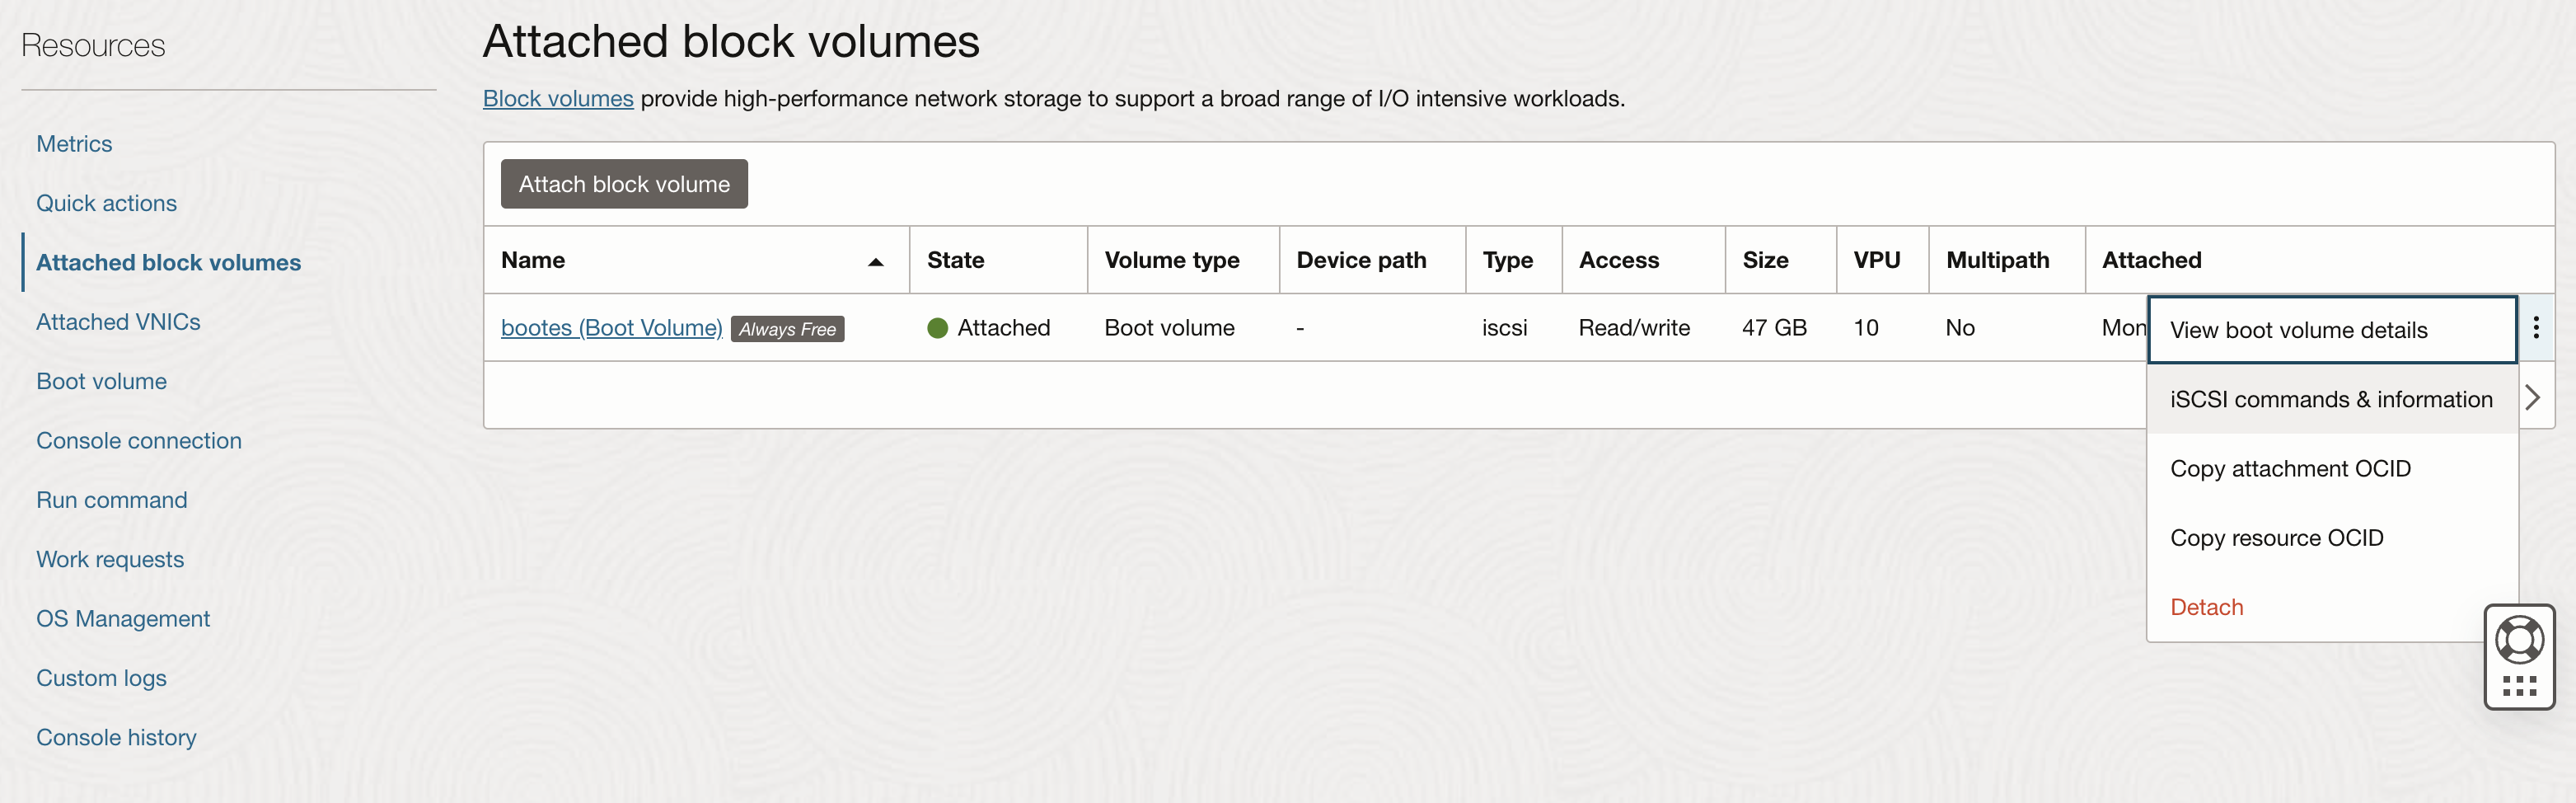 Resources
Metrics
Quick actions
Attached block volumes
Attached VNICs
Boot volume
Console connection
Run command
Work requests
OS Management
Custom logs
Console history
Attached block volumes
Block volumes provide high-performance network storage to support a broad range of I/O intensive workloads.
Attach block volume
Name State Volume type Device path Type Access Size VPU Multipath Attached
bootes (Boot Volume) Always Free Attached Boot volume - iscsi Read/write 47 GB 10 No Mon
View boot volume details
iSCSI commands & information
Copy attachment OCID
Copy resource OCID
Detach